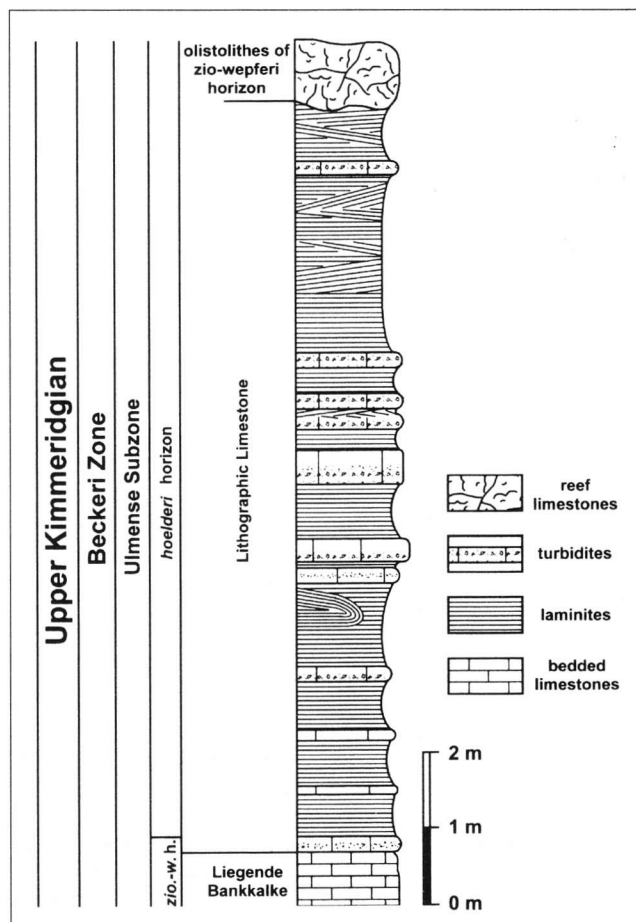 olistolithes of
zio-wepferi
horizon
Upper Kimmeridgian
Beckeri Zone
Ulmense Subzone
hoelderi horizon
zio.-w. h.
Lithographic Limestone
Liegende
Bankkalke
reef
limestones
turbidites
laminites
bedded
limestones
2 m
1 m
0 m